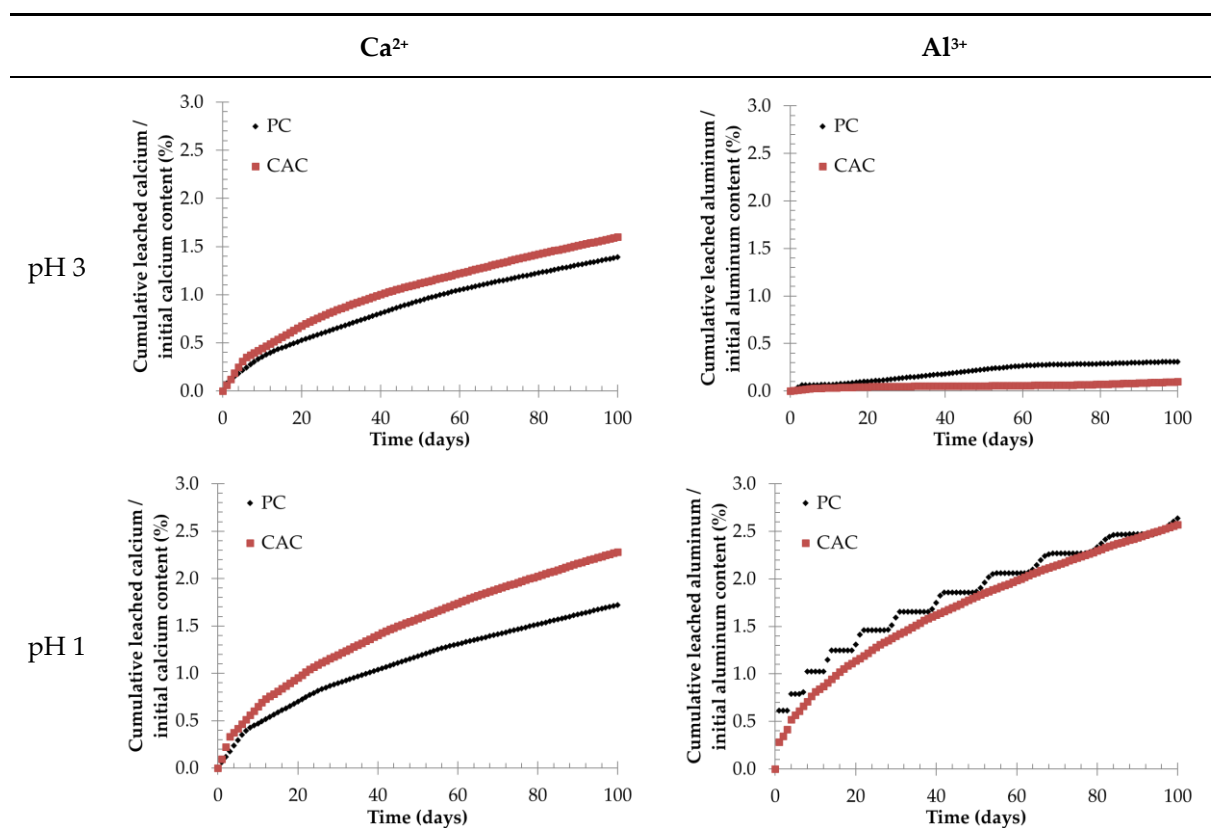 Ca²⁺ Al³⁺
pH 3
Cumulative leached calcium /
initial calcium content (%)
3.0
2.5
2.0
1.5
1.0
0.5
0.0
PC
CAC
0 20 40 60 80 100
Time (days)
Cumulative leached aluminum /
initial aluminum content (%)
3.0
2.5
2.0
1.5
1.0
0.5
0.0
PC
CAC
0 20 40 60 80 100
Time (days)
pH 1
Cumulative leached calcium /
initial calcium content (%)
3.0
2.5
2.0
1.5
1.0
0.5
0.0
PC
CAC
0 20 40 60 80 100
Time (days)
Cumulative leached aluminum /
initial aluminum content (%)
3.0
2.5
2.0
1.5
1.0
0.5
0.0
PC
CAC
0 20 40 60 80 100
Time (days)